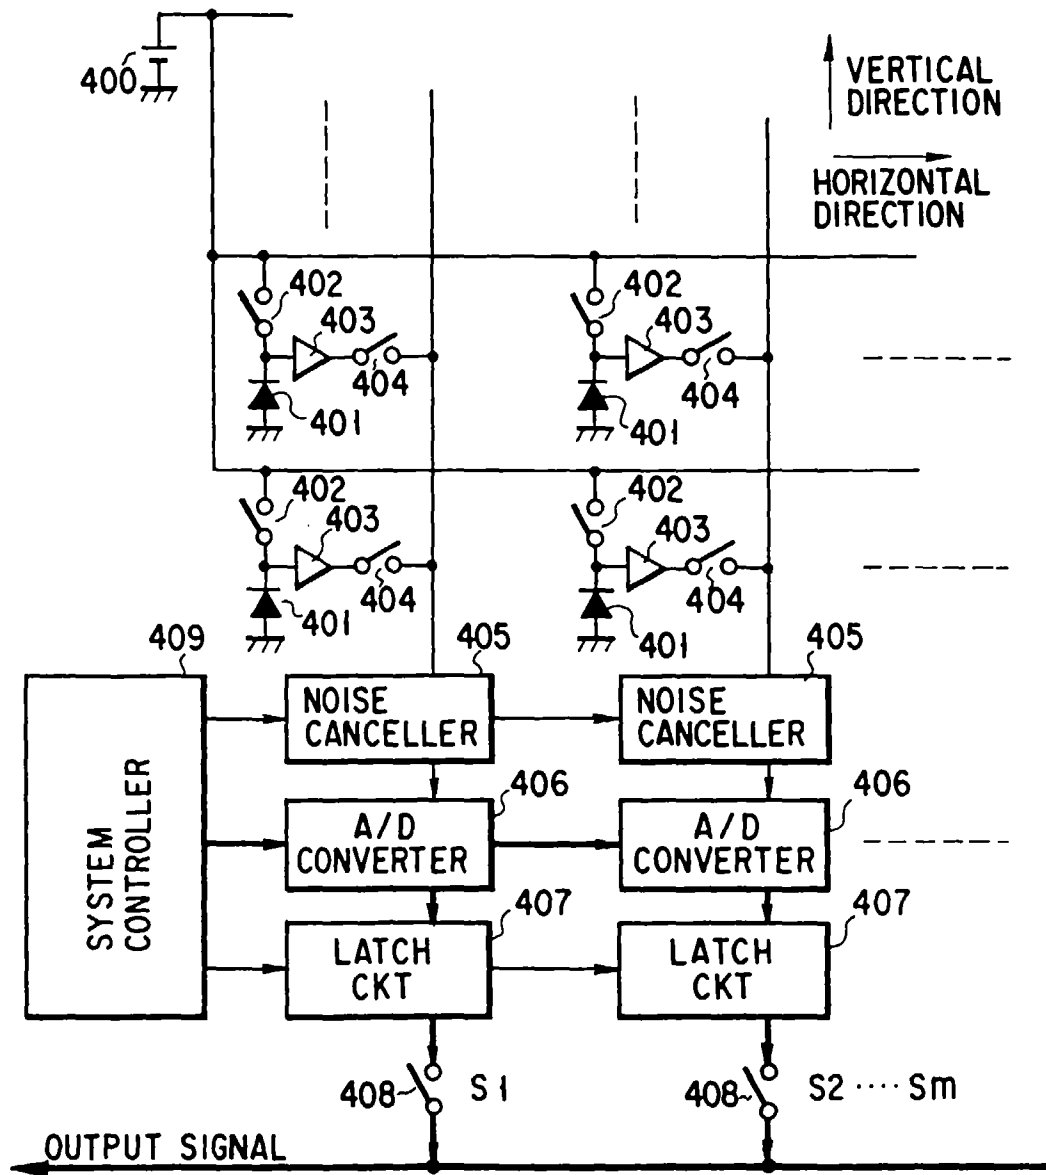 400
VERTICAL
DIRECTION
HORIZONTAL
DIRECTION
402
403
404
401
402
403
404
401
402
403
404
401
402
403
404
401
409
405
405
SYSTEM
CONTROLLER
NOISE
CANCELLER
NOISE
CANCELLER
406
406
A/D
CONVERTER
A/D
CONVERTER
407
407
LATCH
CKT
LATCH
CKT
408
S1
408
S2 ···· Sm
OUTPUT SIGNAL